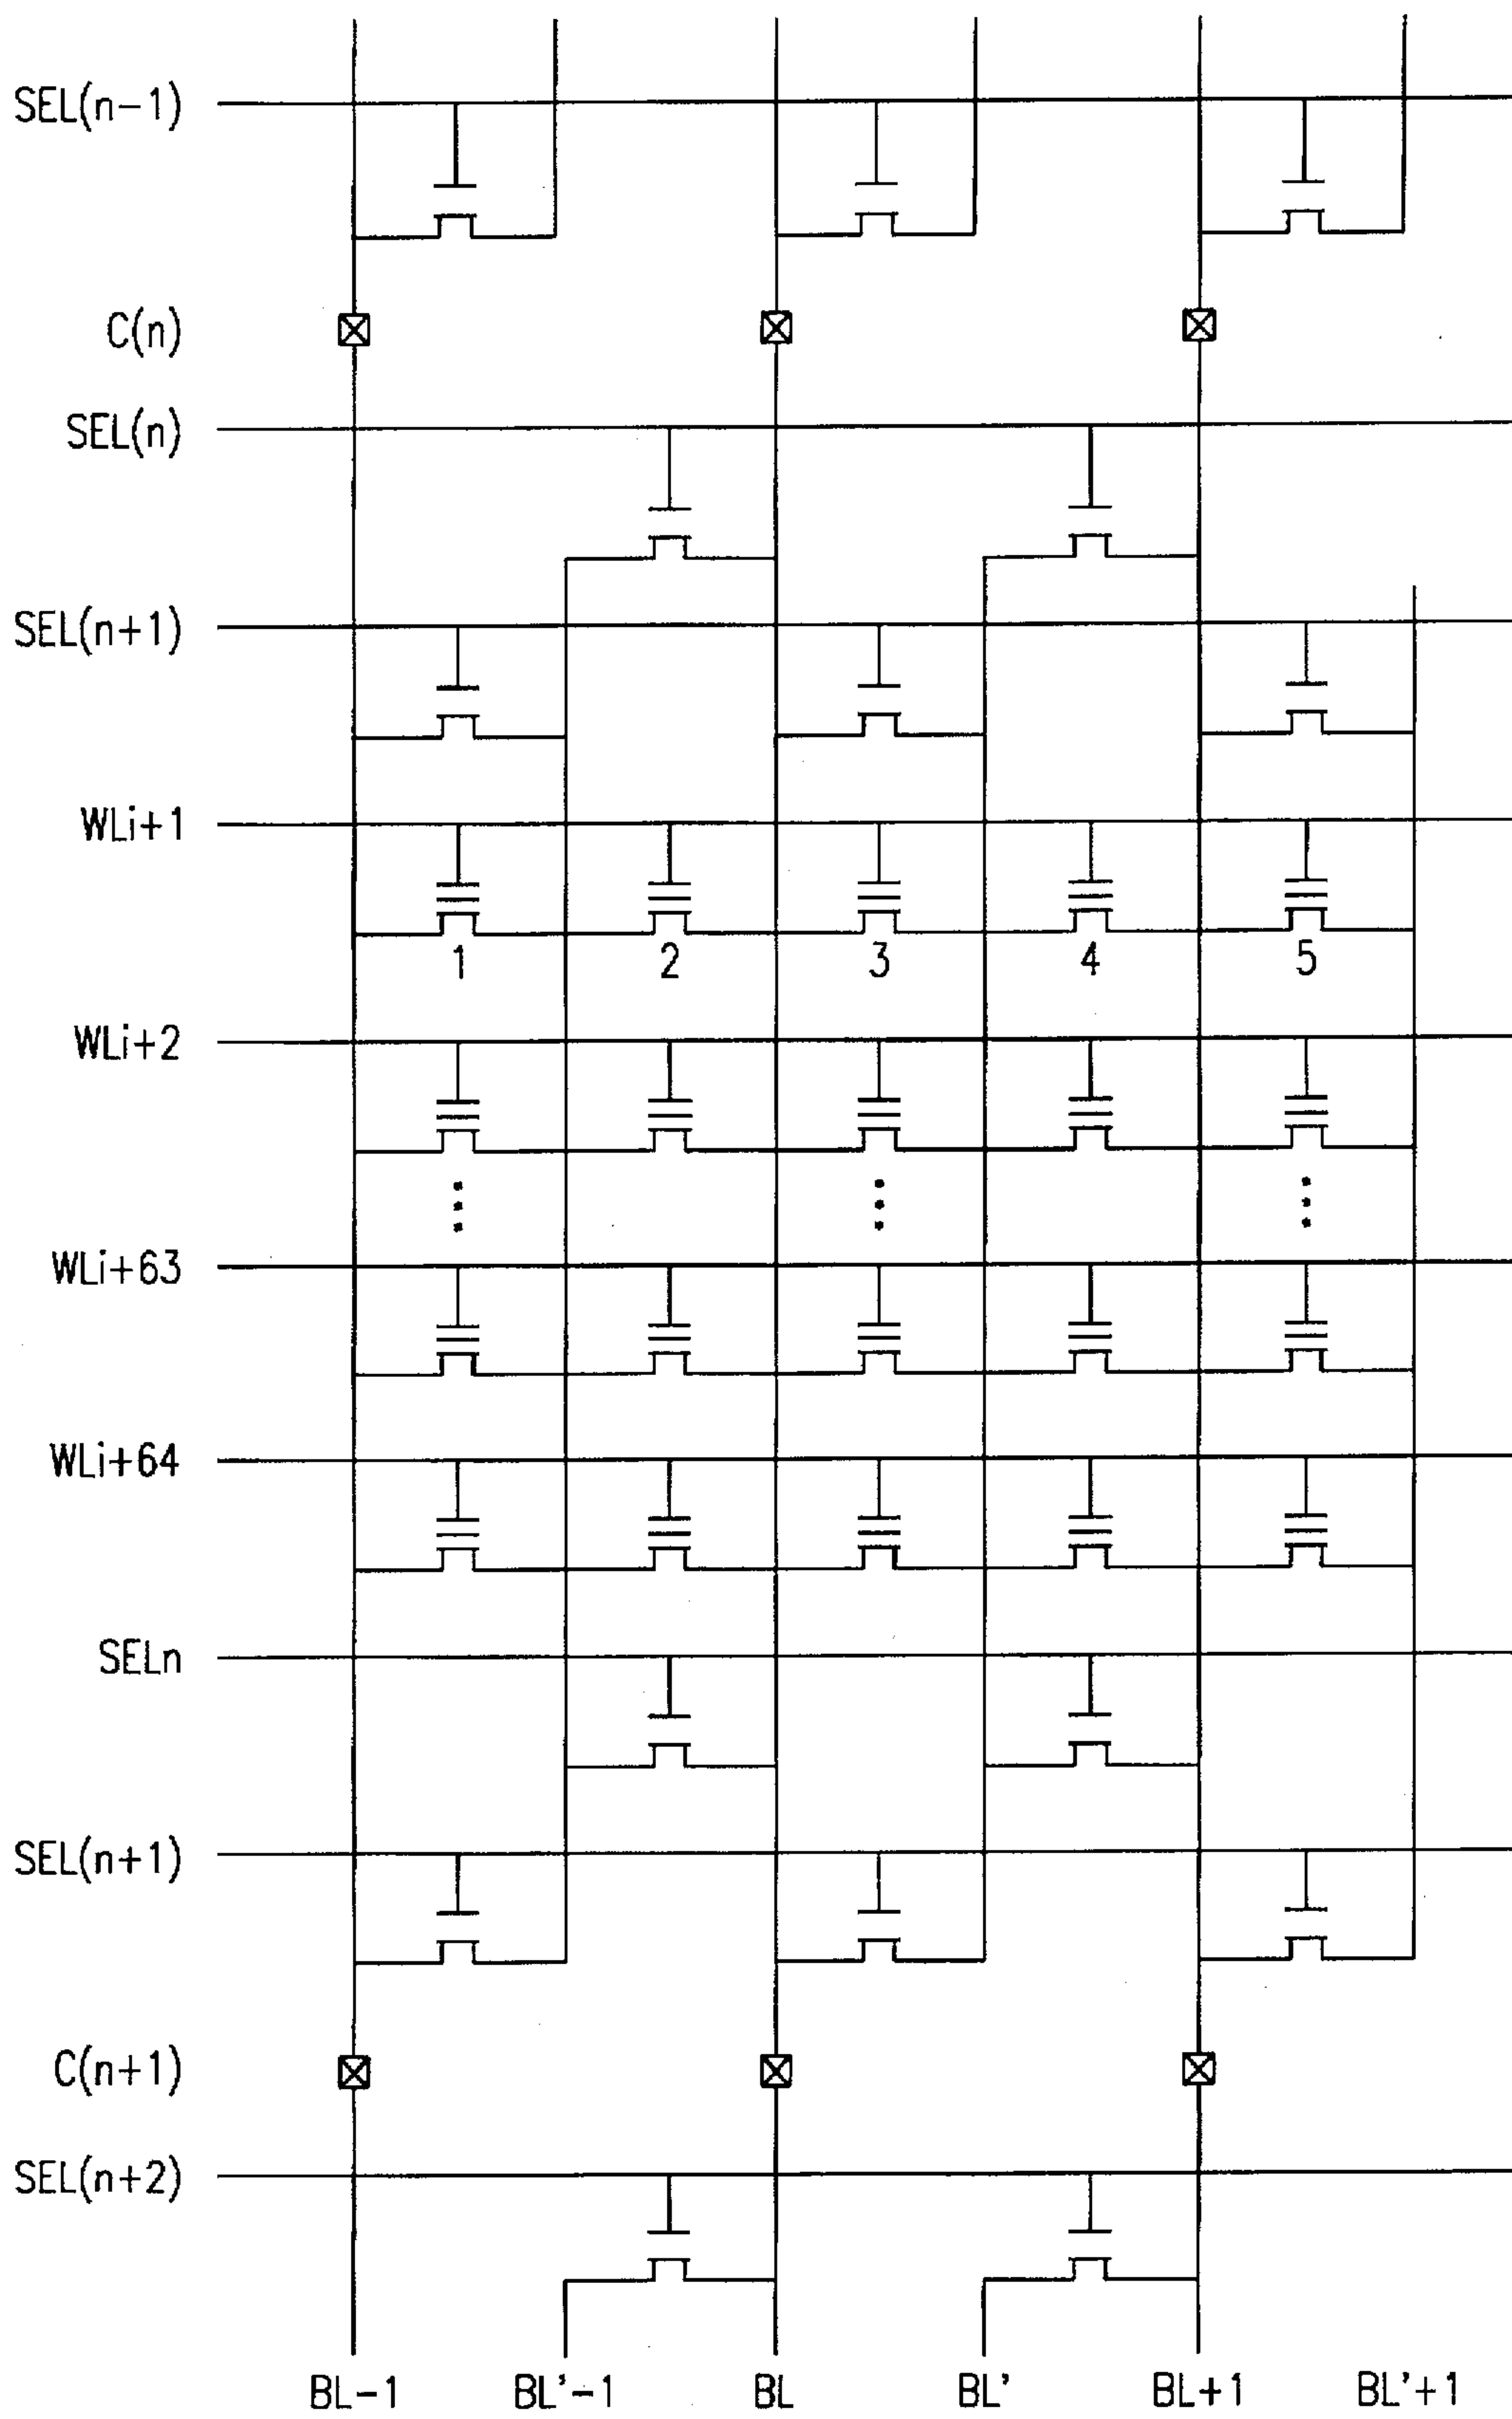 SEL(n-1)
C(n)
SEL(n)
SEL(n+1)
WLi+1
1 2 3 4 5
WLi+2
WLi+63
WLi+64
SELn
SEL(n+1)
C(n+1)
SEL(n+2)
BL-1 BL'-1 BL BL' BL+1 BL'+1